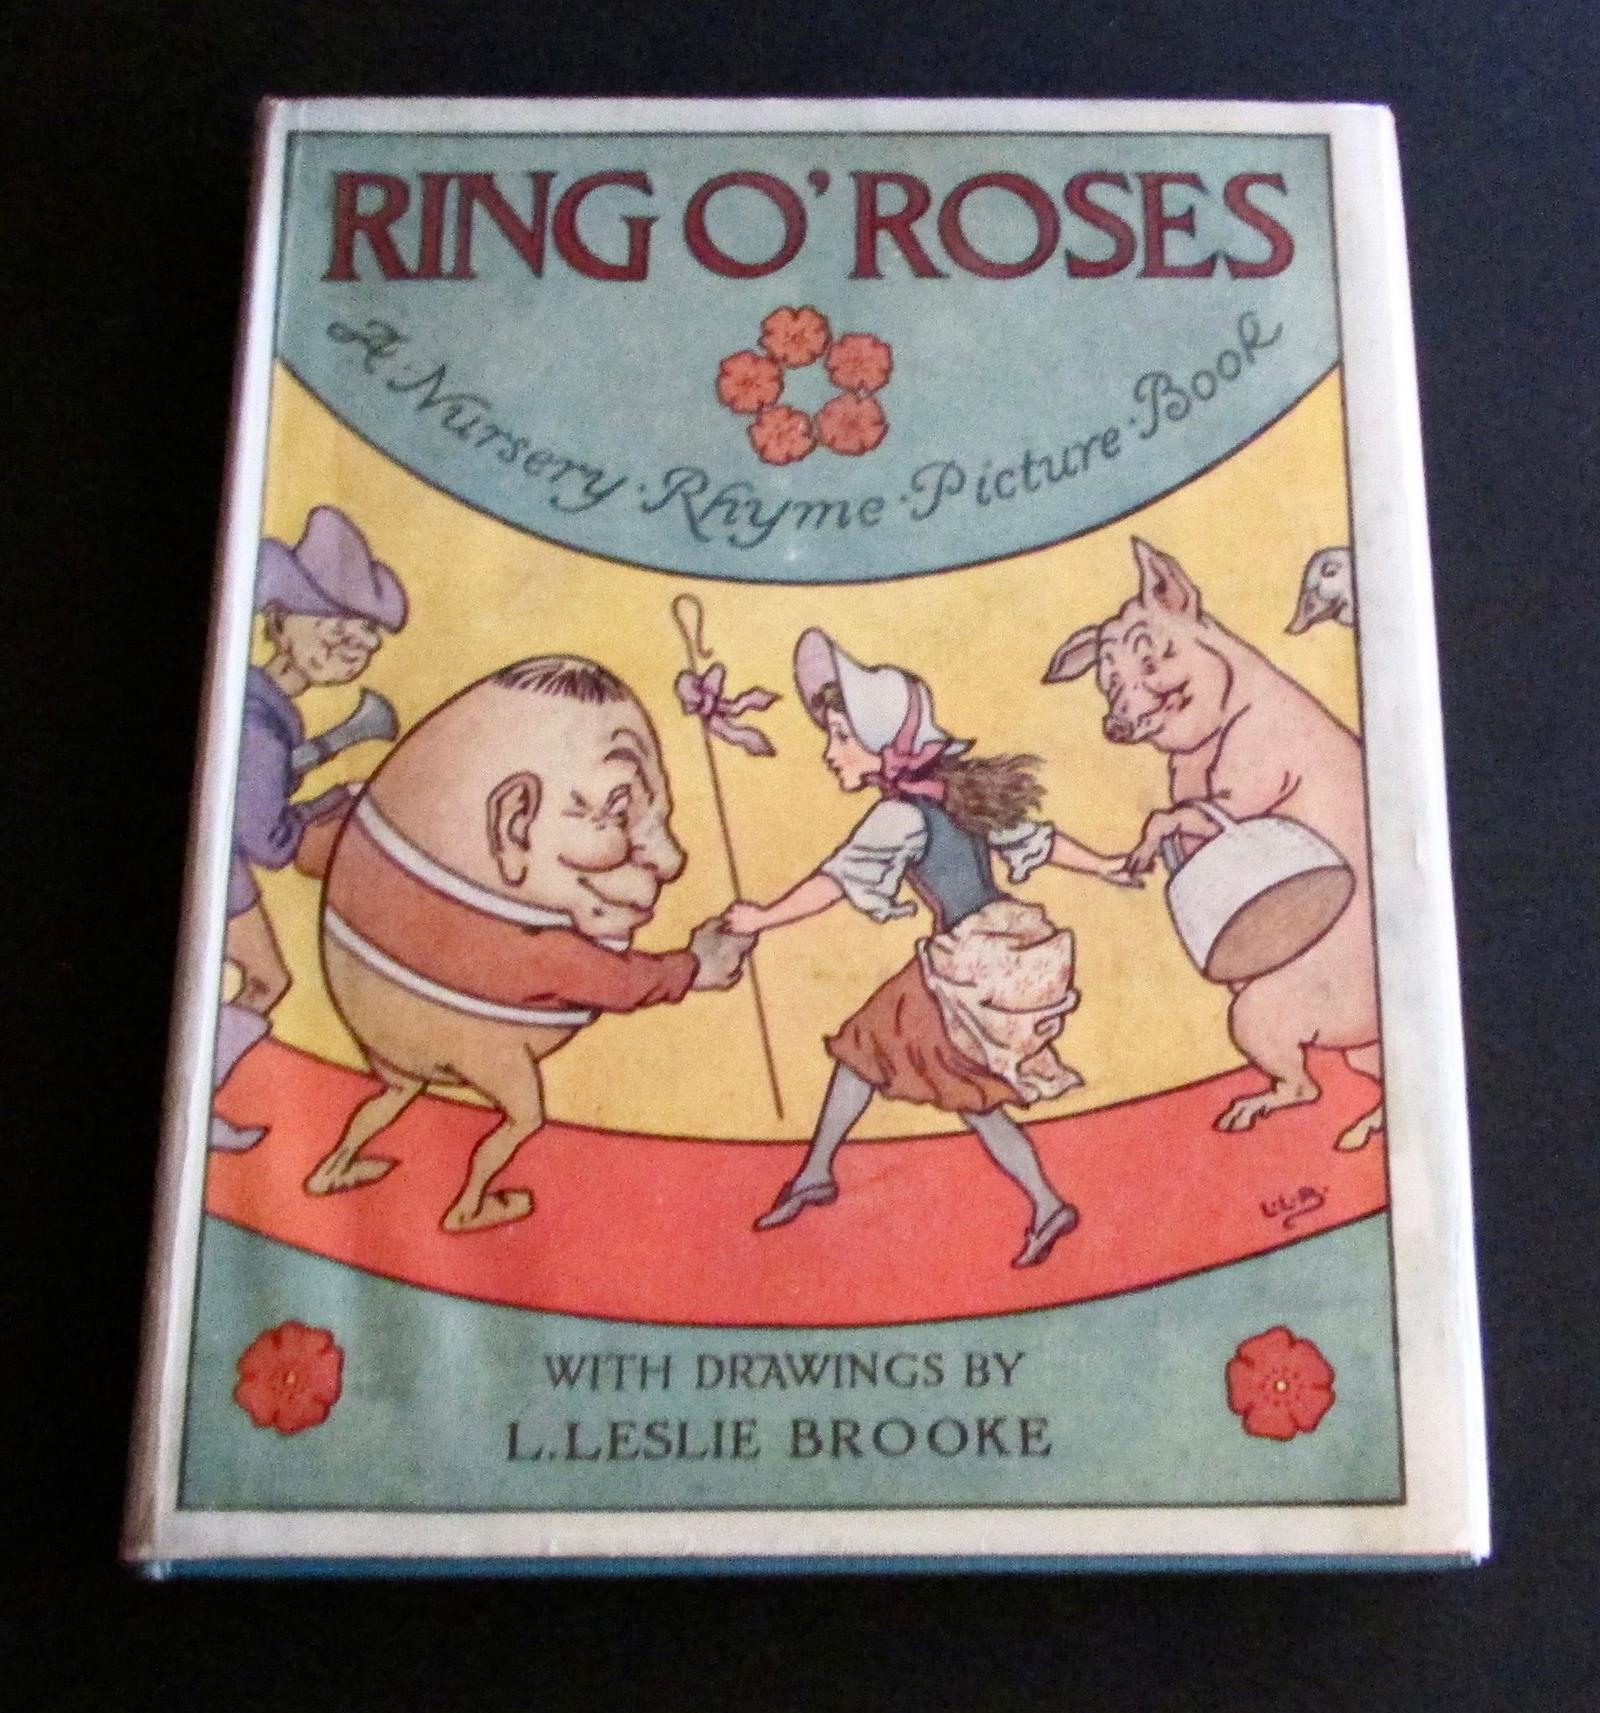 RING O' ROSES
A · Nursery · Rhyme · Picture · Book
L.L.B.
WITH DRAWINGS BY
L. LESLIE BROOKE